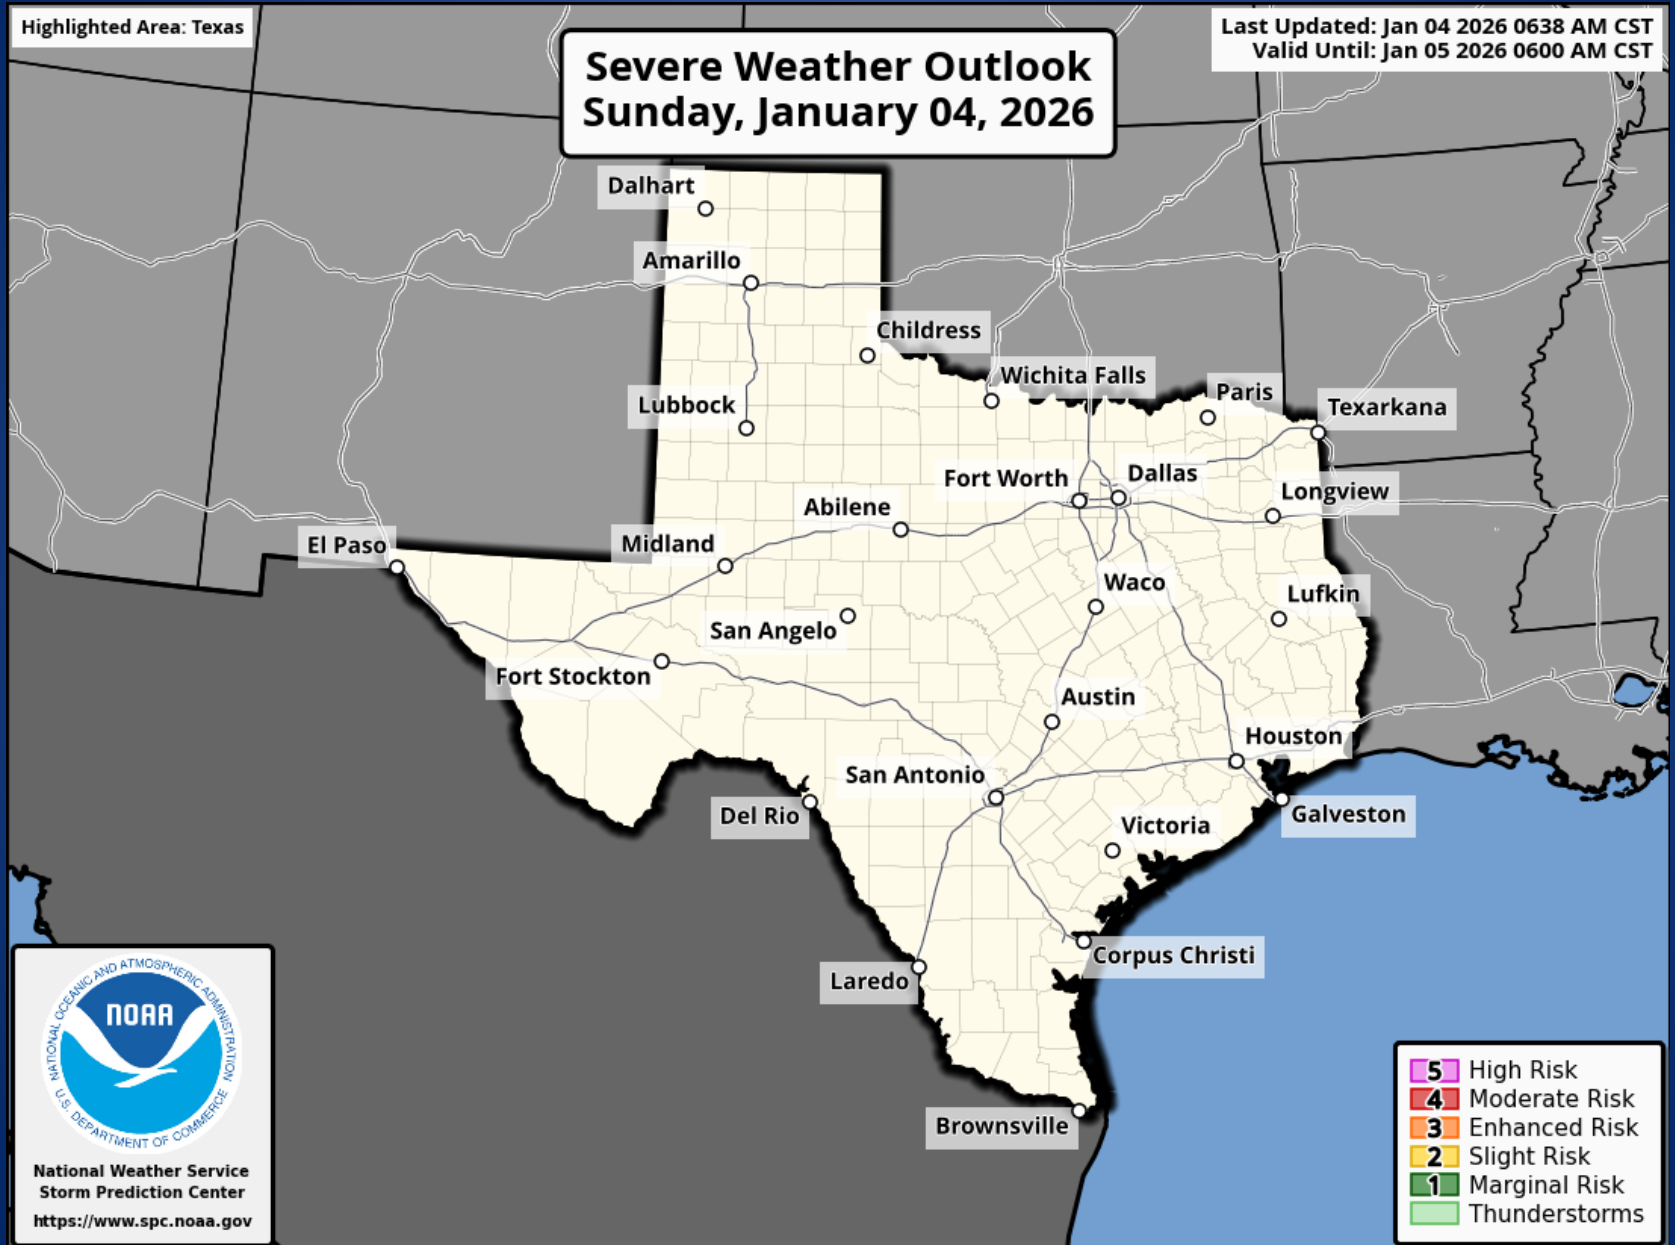 Highlighted Area: Texas
Severe Weather Outlook
Sunday, January 04, 2026
Last Updated: Jan 04 2026 0638 AM CST
Valid Until: Jan 05 2026 0600 AM CST
Dalhart
Amarillo
Childress
Wichita Falls
Paris
Texarkana
Lubbock
Fort Worth
Dallas
Longview
Abilene
El Paso
Midland
Waco
Lufkin
San Angelo
Fort Stockton
Austin
Houston
San Antonio
Del Rio
Galveston
Victoria
Corpus Christi
Laredo
Brownsville
NATIONAL OCEANIC AND ATMOSPHERIC ADMINISTRATION
NOAA
U.S. DEPARTMENT OF COMMERCE
National Weather Service
Storm Prediction Center
https://www.spc.noaa.gov
5 High Risk
4 Moderate Risk
3 Enhanced Risk
2 Slight Risk
1 Marginal Risk
Thunderstorms